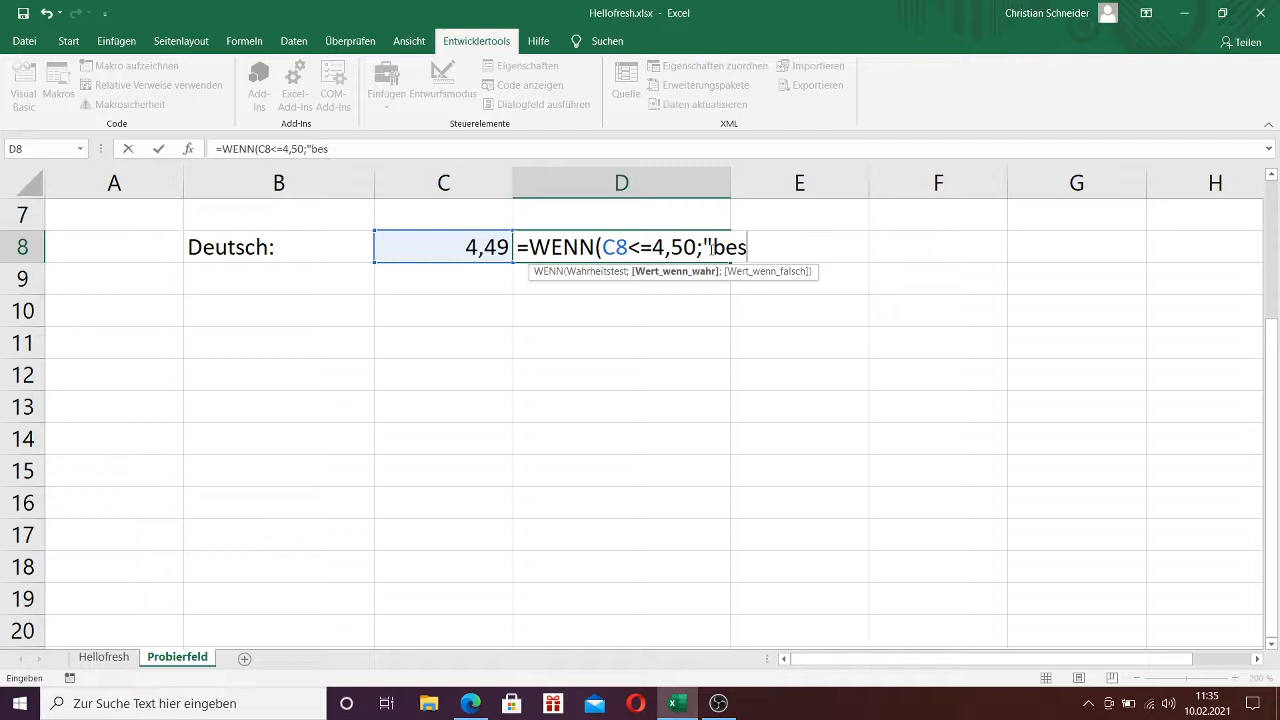 Hellofresh.xlsx - Excel
Christian Schneider
Datei Start Einfügen Seitenlayout Formeln Daten Überprüfen Ansicht Entwicklertools Hilfe Suchen Teilen
Visual Basic
Makros
Makro aufzeichnen
Relative Verweise verwenden
Makrosicherheit
Code
Add-Ins
Excel-Add-Ins
COM-Add-Ins
Add-Ins
Einfügen
Entwurfsmodus
Eigenschaften
Code anzeigen
Dialogfeld ausführen
Steuerelemente
Quelle
Eigenschaften zuordnen
Erweiterungspakete
Daten aktualisieren
Importieren
Exportieren
XML
D8 fx =WENN(C8<=4,50;"bes
A B C D E F G H
7
8 Deutsch: 4,49 =WENN(C8<=4,50;"bes
WENN(Wahrheitstest; [Wert_wenn_wahr]; [Wert_wenn_falsch])
9
10
11
12
13
14
15
16
17
18
19
20
Hellofresh Probierfeld
Eingeben 200 %
Zur Suche Text hier eingeben
11:35
10.02.2021